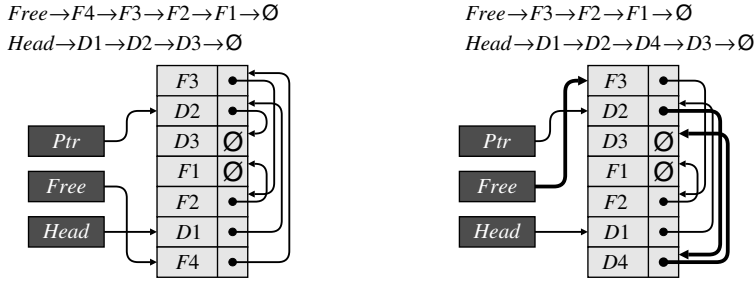 Free→F4→F3→F2→F1→Ø
Head→D1→D2→D3→Ø
F3
D2
D3 Ø
F1 Ø
F2
D1
F4
Ptr
Free
Head
Free→F3→F2→F1→Ø
Head→D1→D2→D4→D3→Ø
F3
D2
D3 Ø
F1 Ø
F2
D1
D4
Ptr
Free
Head